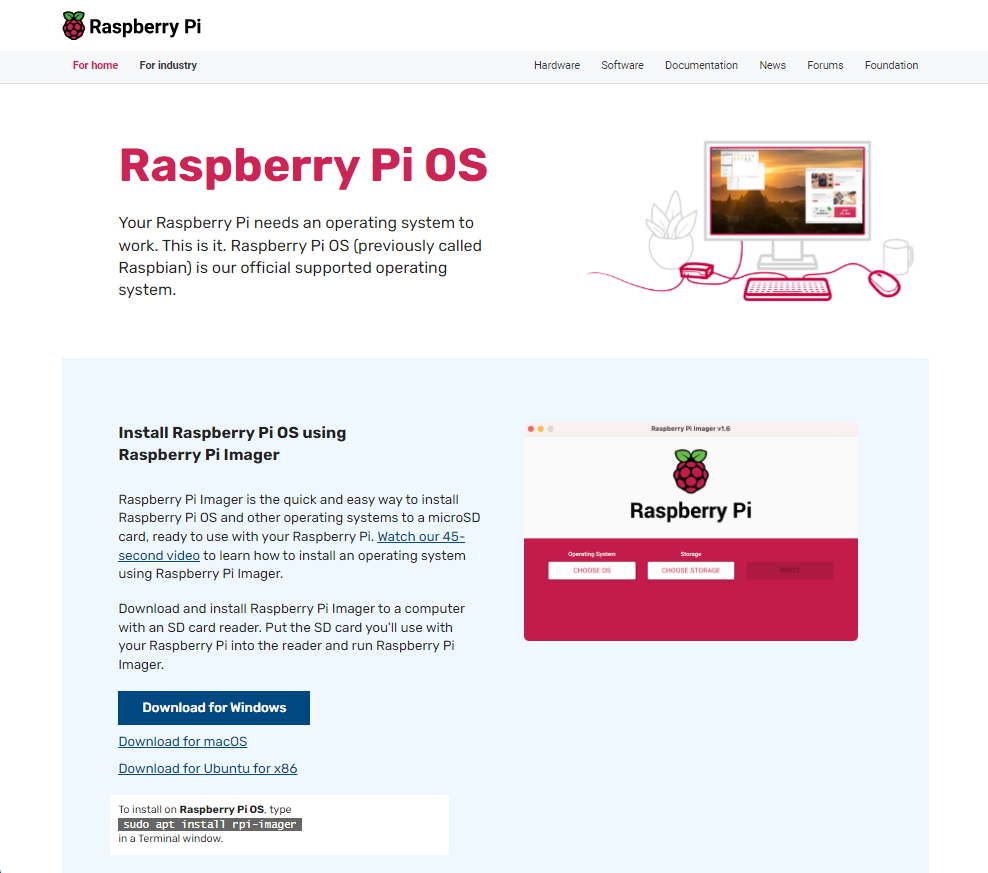 Raspberry Pi
For home
For industry
Hardware
Software
Documentation
News
Forums
Foundation
Raspberry Pi OS
Your Raspberry Pi needs an operating system to
work. This is it. Raspberry Pi OS (previously called
Raspbian) is our official supported operating
system.
Install Raspberry Pi OS using
Raspberry Pi Imager
Raspberry Pi Imager is the quick and easy way to install
Raspberry Pi OS and other operating systems to a microSD
card, ready to use with your Raspberry Pi. Watch our 45-
second video to learn how to install an operating system
using Raspberry Pi Imager.
Download and install Raspberry Pi Imager to a computer
with an SD card reader. Put the SD card you'll use with
your Raspberry Pi into the reader and run Raspberry Pi
Imager.
Download for Windows
Download for macOS
Download for Ubuntu for x86
To install on Raspberry Pi OS, type
sudo apt install rpi-imager
in a Terminal window.
Raspberry Pi Imager v1.6
Raspberry Pi
Operating System
Storage
CHOOSE OS
CHOOSE STORAGE
WRITE